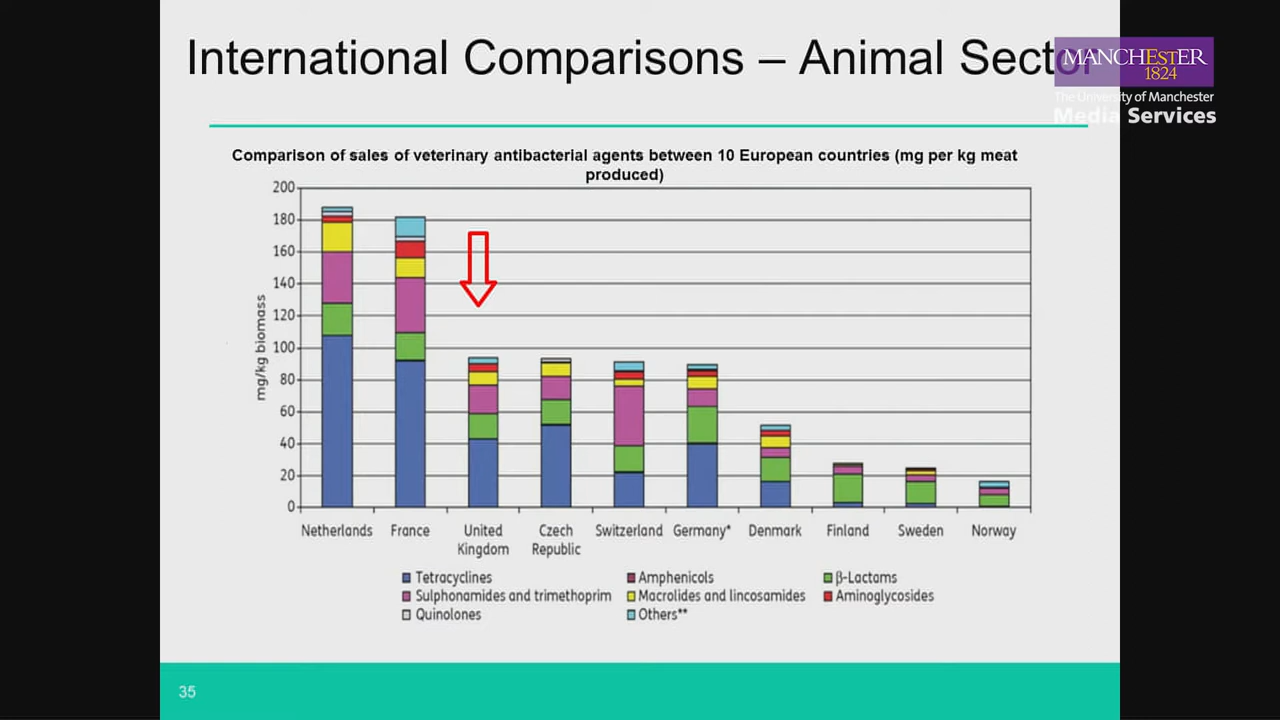 International Comparisons – Animal Sector
MANCHESTER
1824
The University of Manchester
Media Services
Comparison of sales of veterinary antibacterial agents between 10 European countries (mg per kg meat
produced)
200
180
160
140
120
100
80
60
40
20
0
mg/kg biomass
Netherlands France United Kingdom Czech Republic Switzerland Germany* Denmark Finland Sweden Norway
Tetracyclines Amphenicols β-Lactams
Sulphonamides and trimethoprim Macrolides and lincosamides Aminoglycosides
Quinolones Others**
35